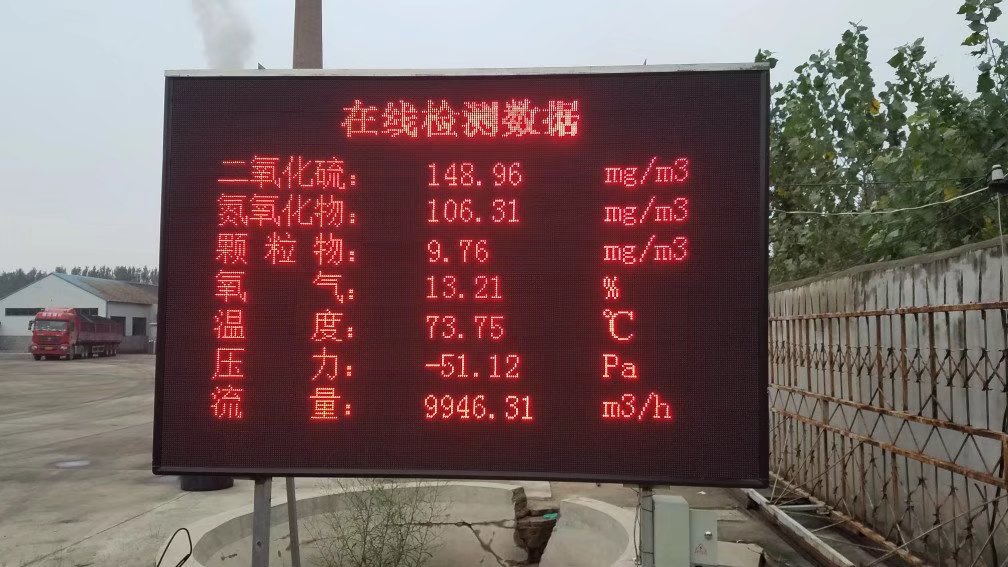 在线检测数据
二氧化硫: 148.96 mg/m3
氮氧化物: 106.31 mg/m3
颗粒物: 9.76 mg/m3
氧气: 13.21 %
温度: 73.75 ℃
压力: -51.12 Pa
流量: 9946.31 m3/h